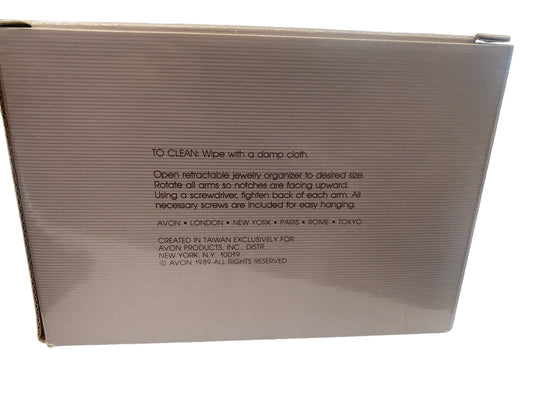 TO CLEAN: Wipe with a damp cloth.
Open retractable jewelry organizer to desired size.
Rotate all arms so notches are facing upward.
Using a screwdriver, tighten back of each arm. All
necessary screws are included for easy hanging.
AVON • LONDON • NEW YORK • PARIS • ROME • TOKYO
CREATED IN TAIWAN EXCLUSIVELY FOR
AVON PRODUCTS, INC., DISTR.,
NEW YORK, N.Y. 10019
© AVON 1989•ALL RIGHTS RESERVED